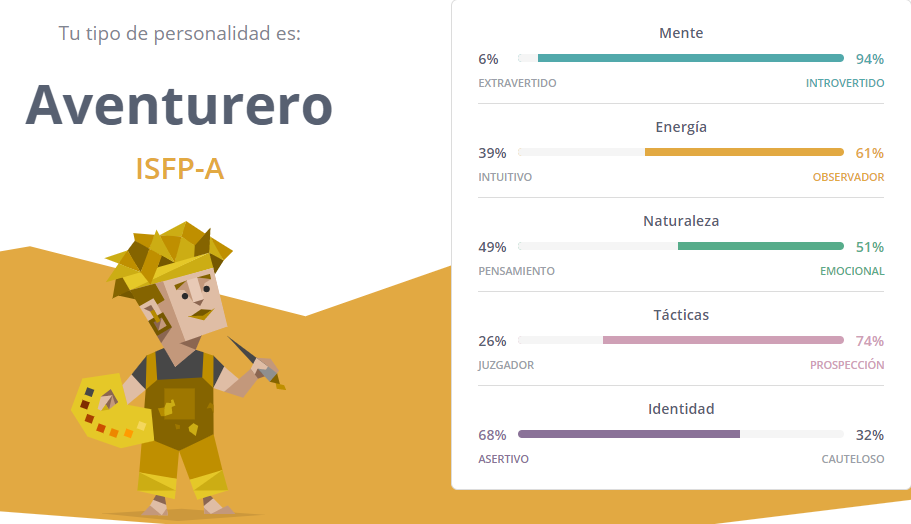 Tu tipo de personalidad es:
Aventurero
ISFP-A
Mente
6% 94%
EXTRAVERTIDO INTROVERTIDO
Energía
39% 61%
INTUITIVO OBSERVADOR
Naturaleza
49% 51%
PENSAMIENTO EMOCIONAL
Tácticas
26% 74%
JUZGADOR PROSPECCIÓN
Identidad
68% 32%
ASERTIVO CAUTELOSO